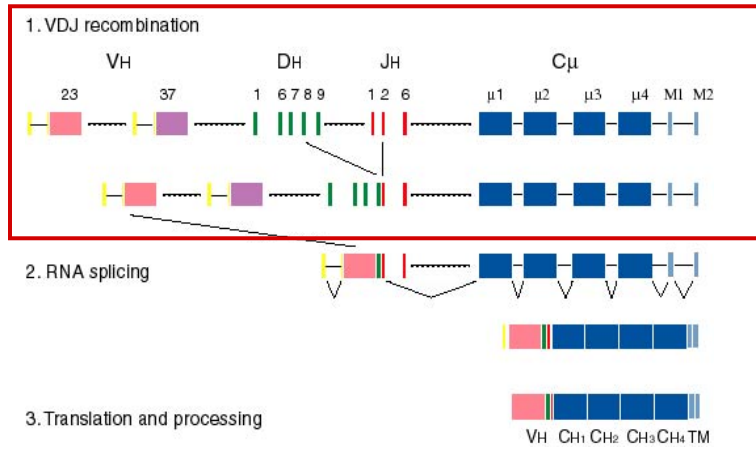 1. VDJ recombination
VH DH JH Cμ
23 37 1 6 7 8 9 1 2 6 μ1 μ2 μ3 μ4 M1 M2
2. RNA splicing
3. Translation and processing
VH CH1 CH2 CH3 CH4 TM